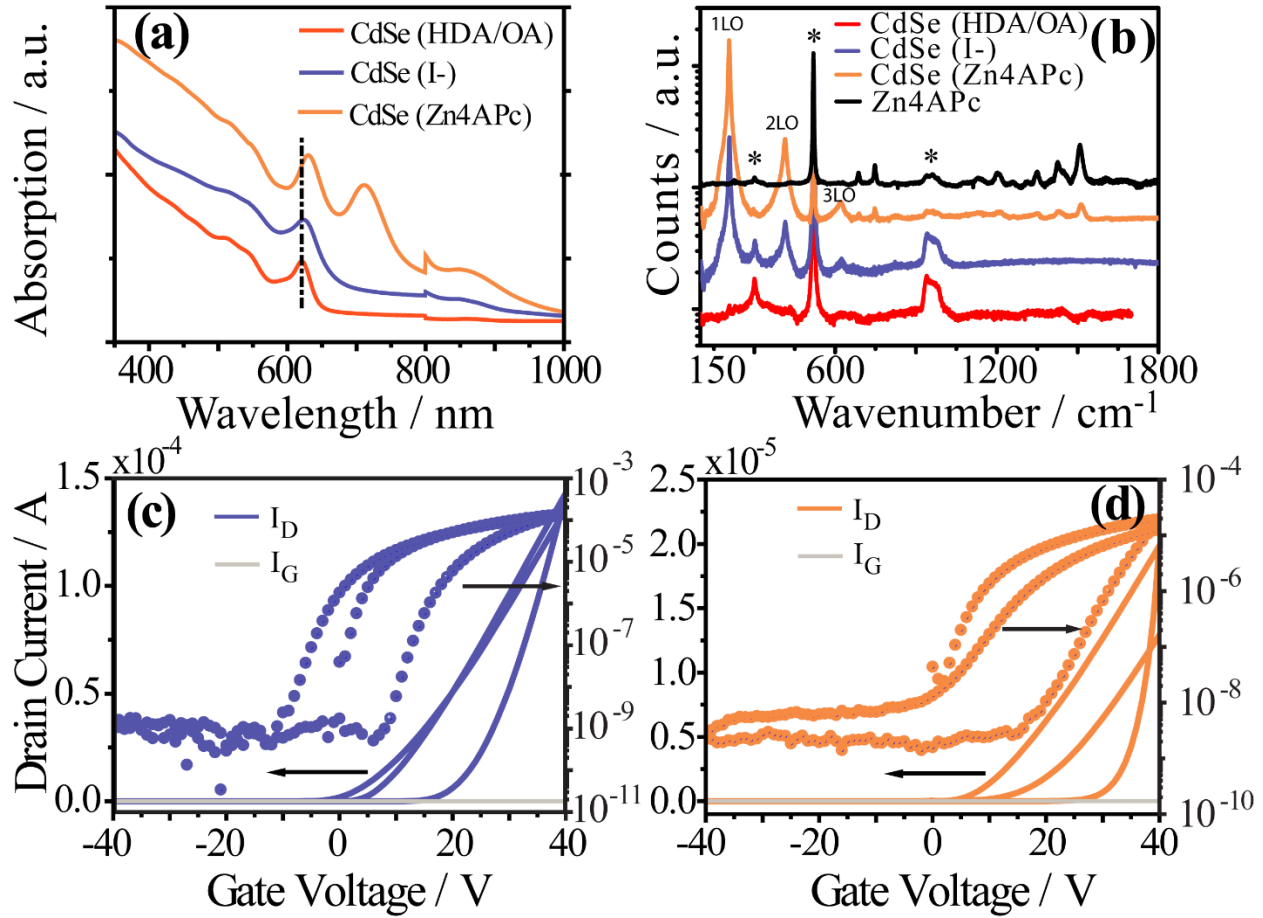 (a)
CdSe (HDA/OA)
CdSe (I-)
CdSe (Zn4APc)
Absorption / a.u.
400 600 800 1000
Wavelength / nm
(b)
1LO
*
CdSe (HDA/OA)
CdSe (I-)
CdSe (Zn4APc)
Zn4APc
2LO
*
*
3LO
Counts / a.u.
150 600 1000 1800
Wavenumber / cm-1
x10-4
(c)
ID
IG
1.5
1.0
0.5
0.0
10-3
10-5
10-7
10-9
10-11
Drain Current / A
-40 -20 0 20 40
Gate Voltage / V
x10-5
(d)
ID
IG
2.5
2.0
1.5
1.0
0.5
0.0
10-4
10-6
10-8
10-10
-40 -20 0 20 40
Gate Voltage / V